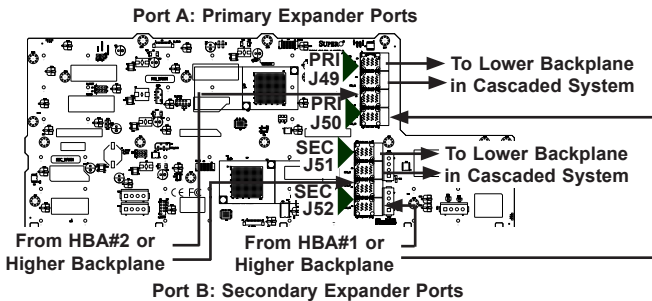 Port A: Primary Expander Ports
SUPER
PRI
J49
To Lower Backplane
in Cascaded System
PRI
J50
SEC
J51
To Lower Backplane
in Cascaded System
SEC
J52
From HBA#2 or
Higher Backplane
From HBA#1 or
Higher Backplane
Port B: Secondary Expander Ports